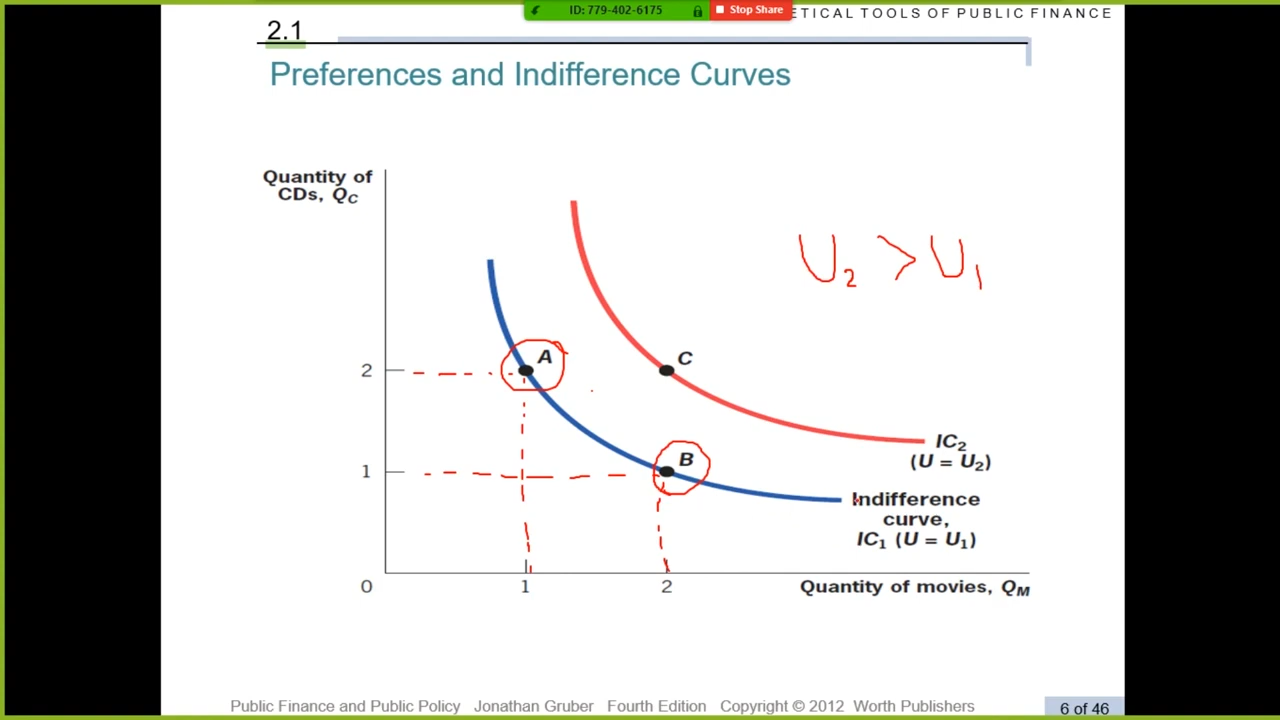 ID: 779-402-6175
Stop Share
ETICAL TOOLS OF PUBLIC FINANCE
2.1
Preferences and Indifference Curves
Quantity of
CDs, QC
U2 > U1
A
C
2
IC2
(U = U2)
B
1
Indifference
curve,
IC1 (U = U1)
0
1
2
Quantity of movies, QM
Public Finance and Public Policy Jonathan Gruber Fourth Edition Copyright © 2012 Worth Publishers
6 of 46